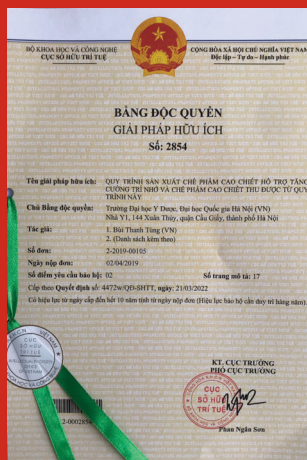 BỘ KHOA HỌC VÀ CÔNG NGHỆ
CỤC SỞ HỮU TRÍ TUỆ
CỘNG HÒA XÃ HỘI CHỦ NGHĨA VIỆT NAM
Độc lập - Tự do - Hạnh phúc
BẰNG ĐỘC QUYỀN
GIẢI PHÁP HỮU ÍCH
Số: 2854
Tên giải pháp hữu ích: QUY TRÌNH SẢN XUẤT CHẾ PHẨM CAO CHIẾT HỖ TRỢ TĂNG
CƯỜNG TRÍ NHỚ VÀ CHẾ PHẨM CAO CHIẾT THU ĐƯỢC TỪ QUY
TRÌNH NÀY
Chủ Bằng độc quyền: Trường Đại học Y Dược, Đại học Quốc gia Hà Nội (VN)
Nhà Y1, 144 Xuân Thủy, quận Cầu Giấy, thành phố Hà Nội
Tác giả: 1. Bùi Thanh Tùng (VN)
2. (Danh sách kèm theo)
Số đơn: 2-2019-00105
Ngày nộp đơn: 02/04/2019
Số điểm yêu cầu bảo hộ: 02 Số trang mô tả: 17
Cấp theo Quyết định số: 4472w/QĐ-SHTT, ngày: 21/03/2022
Có hiệu lực từ ngày cấp đến hết 10 năm tính từ ngày nộp đơn (Hiệu lực bảo hộ cần duy trì hàng năm).
KT. CỤC TRƯỞNG
PHÓ CỤC TRƯỞNG
CỤC
SỞ HỮU
TRÍ TUỆ
CỤC
SỞ HỮU
TRÍ TUỆ
2-0002854
Phan Ngân Sơn